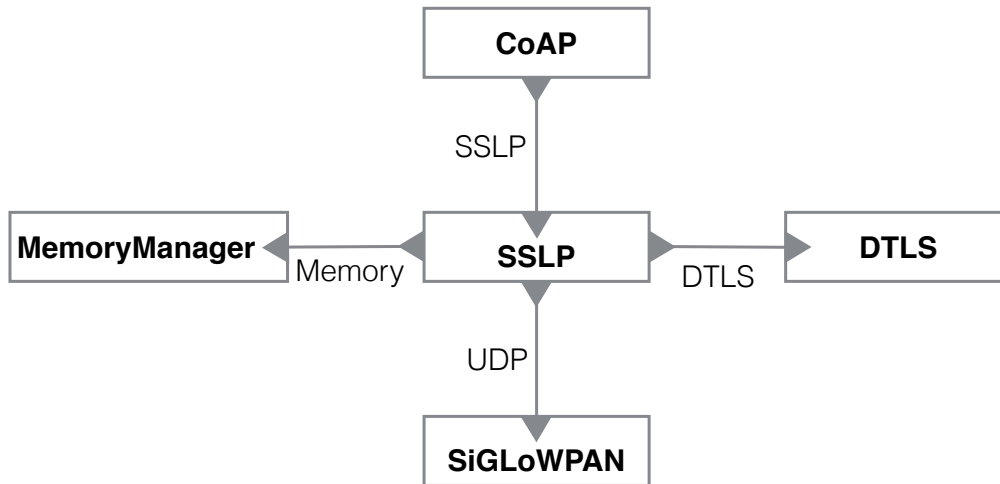 CoAP
SSLP
MemoryManager
Memory
SSLP
DTLS
DTLS
UDP
SiGLoWPAN